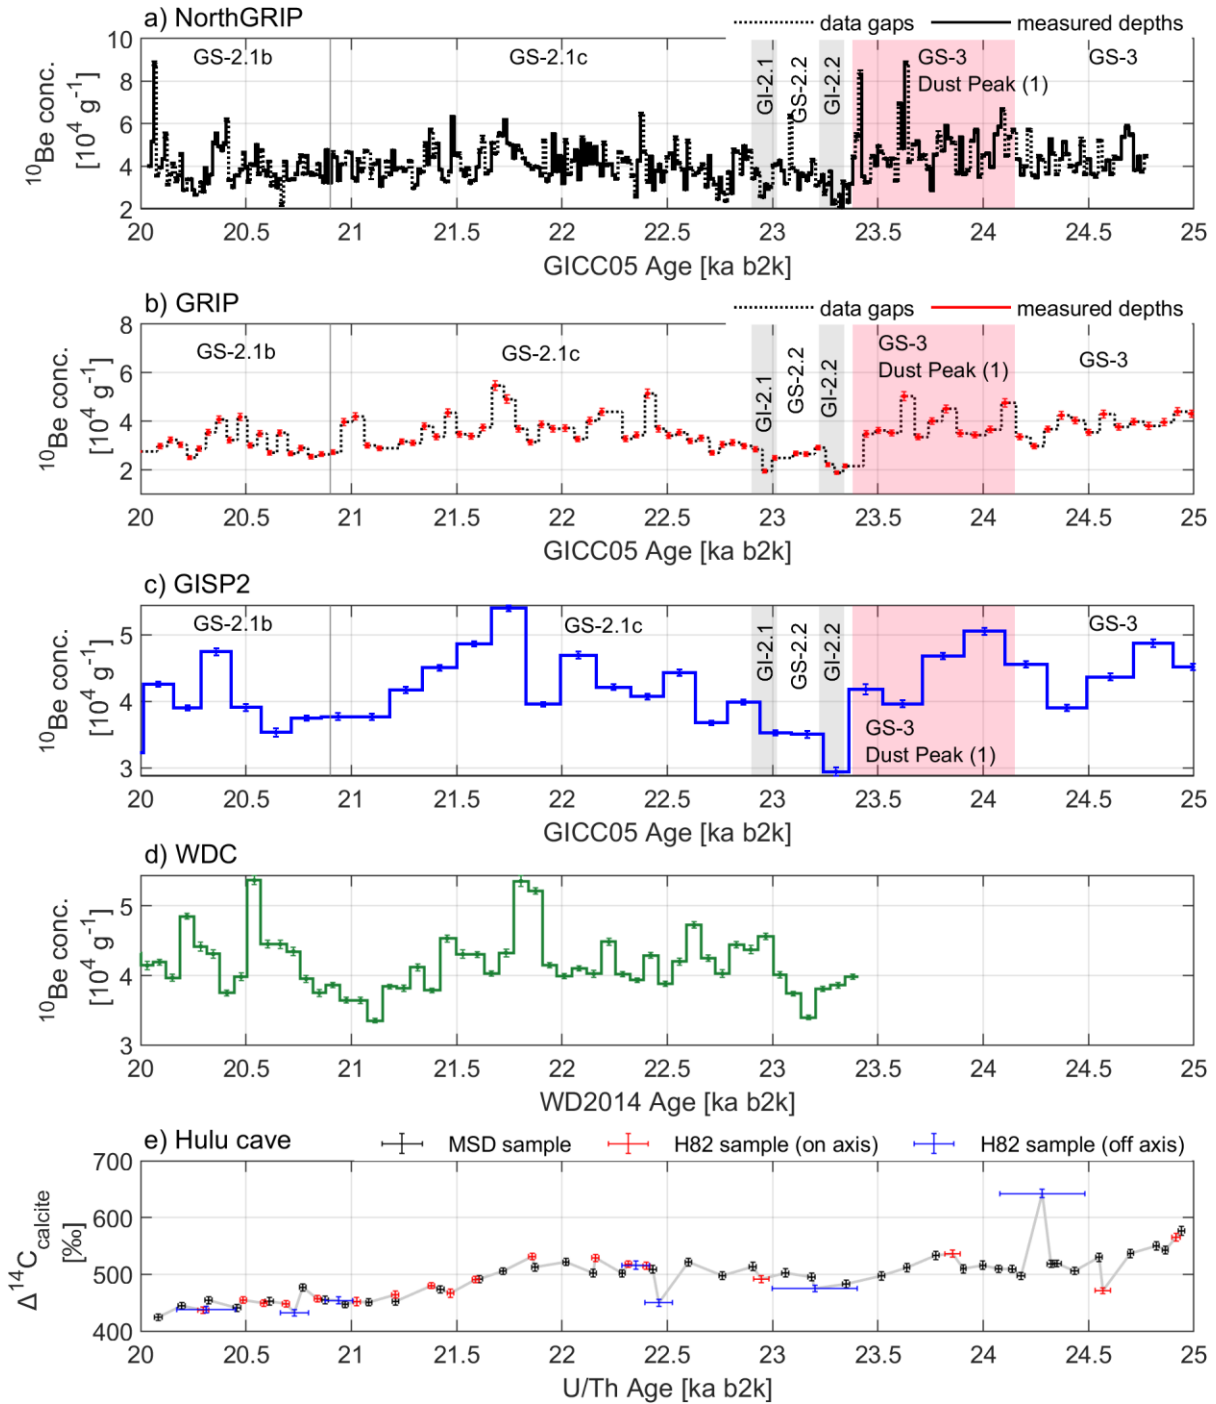 a) NorthGRIP
data gaps measured depths
10
8
6
4
2
¹⁰Be conc.
[10⁴ g⁻¹]
GS-2.1b
GS-2.1c
GI-2.1
GS-2.2
GI-2.2
GS-3
Dust Peak (1)
GS-3
20 20.5 21 21.5 22 22.5 23 23.5 24 24.5 25
GICC05 Age [ka b2k]
b) GRIP
data gaps measured depths
8
6
4
2
¹⁰Be conc.
[10⁴ g⁻¹]
GS-2.1b
GS-2.1c
GI-2.1
GS-2.2
GI-2.2
GS-3
Dust Peak (1)
GS-3
20 20.5 21 21.5 22 22.5 23 23.5 24 24.5 25
GICC05 Age [ka b2k]
c) GISP2
5
4
3
¹⁰Be conc.
[10⁴ g⁻¹]
GS-2.1b
GS-2.1c
GI-2.1
GS-2.2
GI-2.2
GS-3
Dust Peak (1)
GS-3
20 20.5 21 21.5 22 22.5 23 23.5 24 24.5 25
GICC05 Age [ka b2k]
d) WDC
5
4
3
¹⁰Be conc.
[10⁴ g⁻¹]
20 20.5 21 21.5 22 22.5 23 23.5 24 24.5 25
WD2014 Age [ka b2k]
e) Hulu cave
MSD sample H82 sample (on axis) H82 sample (off axis)
700
600
500
400
Δ¹⁴C calcite
[‰]
20 20.5 21 21.5 22 22.5 23 23.5 24 24.5 25
U/Th Age [ka b2k]